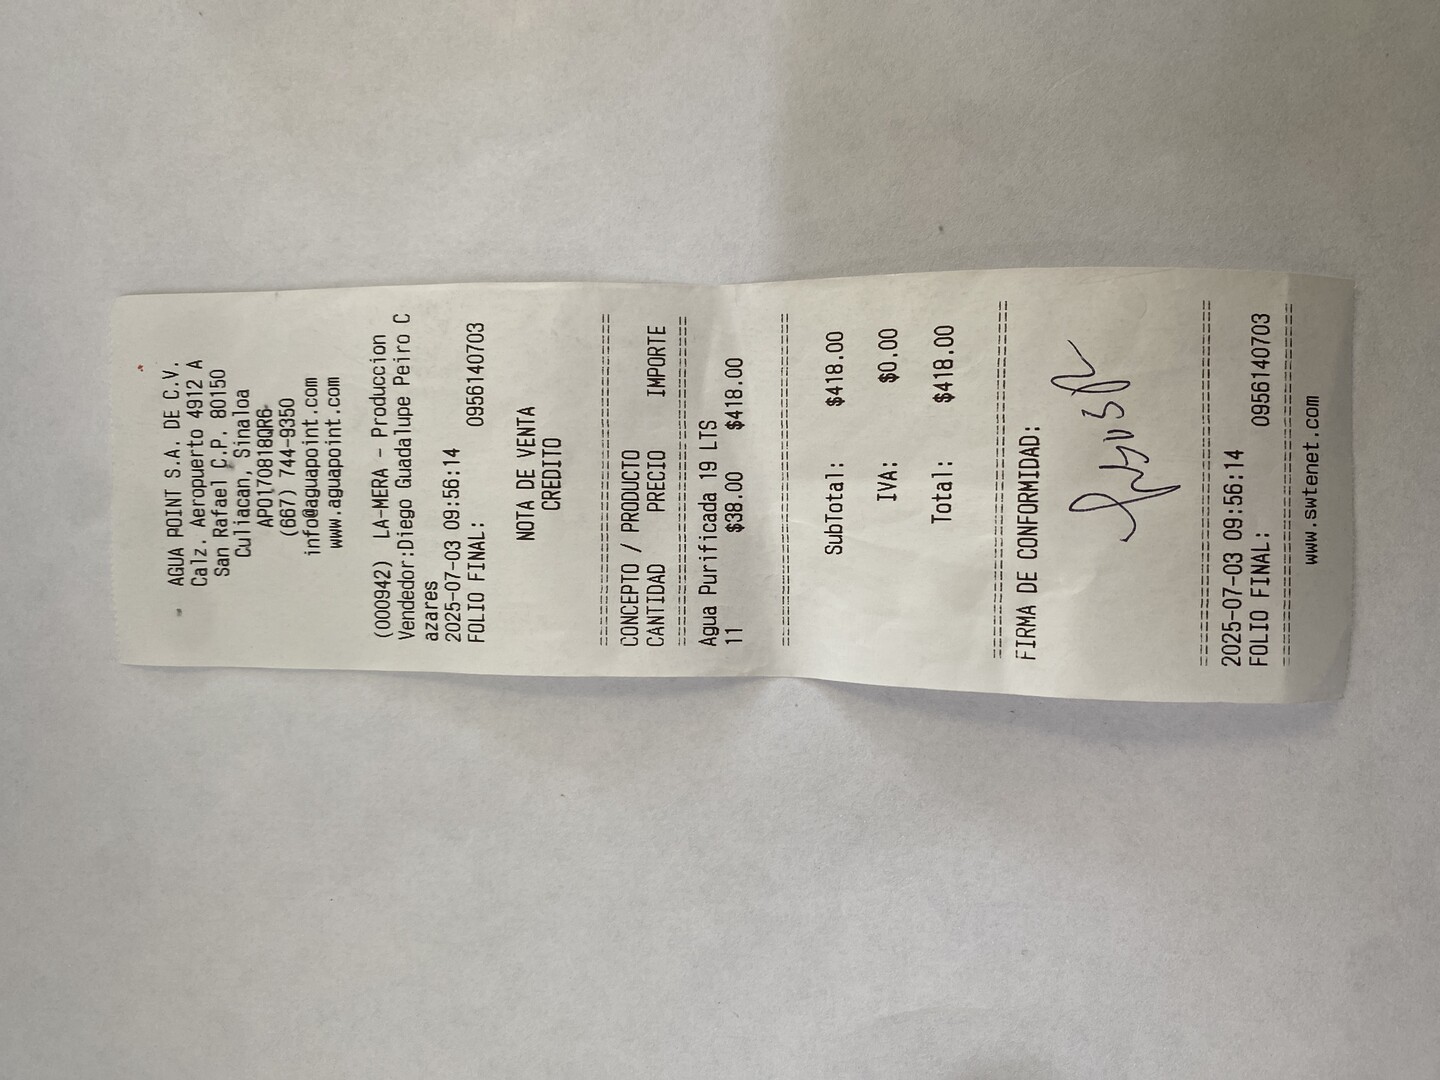 AGUA POINT S.A. DE C.V.
Calz. Aeropuerto 4912 A
San Rafael C.P. 80150
Culiacan, Sinaloa
APO170818QR6
(667) 744-9350
info@aguapoint.com
www.aguapoint.com
(000942) LA-MERA - Produccion
Vendedor:Diego Guadalupe Peiro C
azares
2025-07-03 09:56:14
FOLIO FINAL: 0956140703
NOTA DE VENTA
CREDITO
================================
CONCEPTO / PRODUCTO
CANTIDAD PRECIO IMPORTE
================================
Agua Purificada 19 LTS
11 $38.00 $418.00
================================
SubTotal: $418.00
IVA: $0.00
Total: $418.00
================================
FIRMA DE CONFORMIDAD:
================================
2025-07-03 09:56:14
FOLIO FINAL: 0956140703
================================
www.swtenet.com